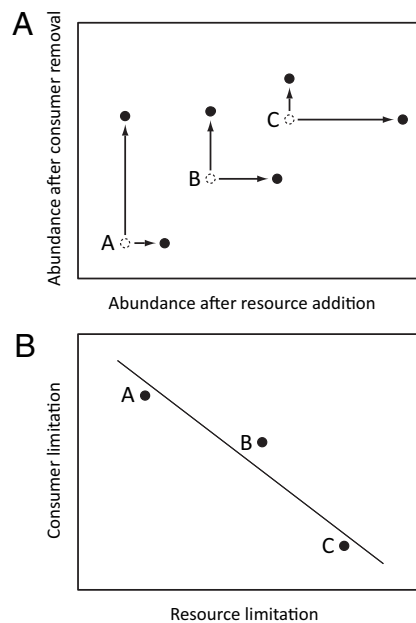 A
Abundance after consumer removal
C
B
A
Abundance after resource addition
B
Consumer limitation
A
B
C
Resource limitation